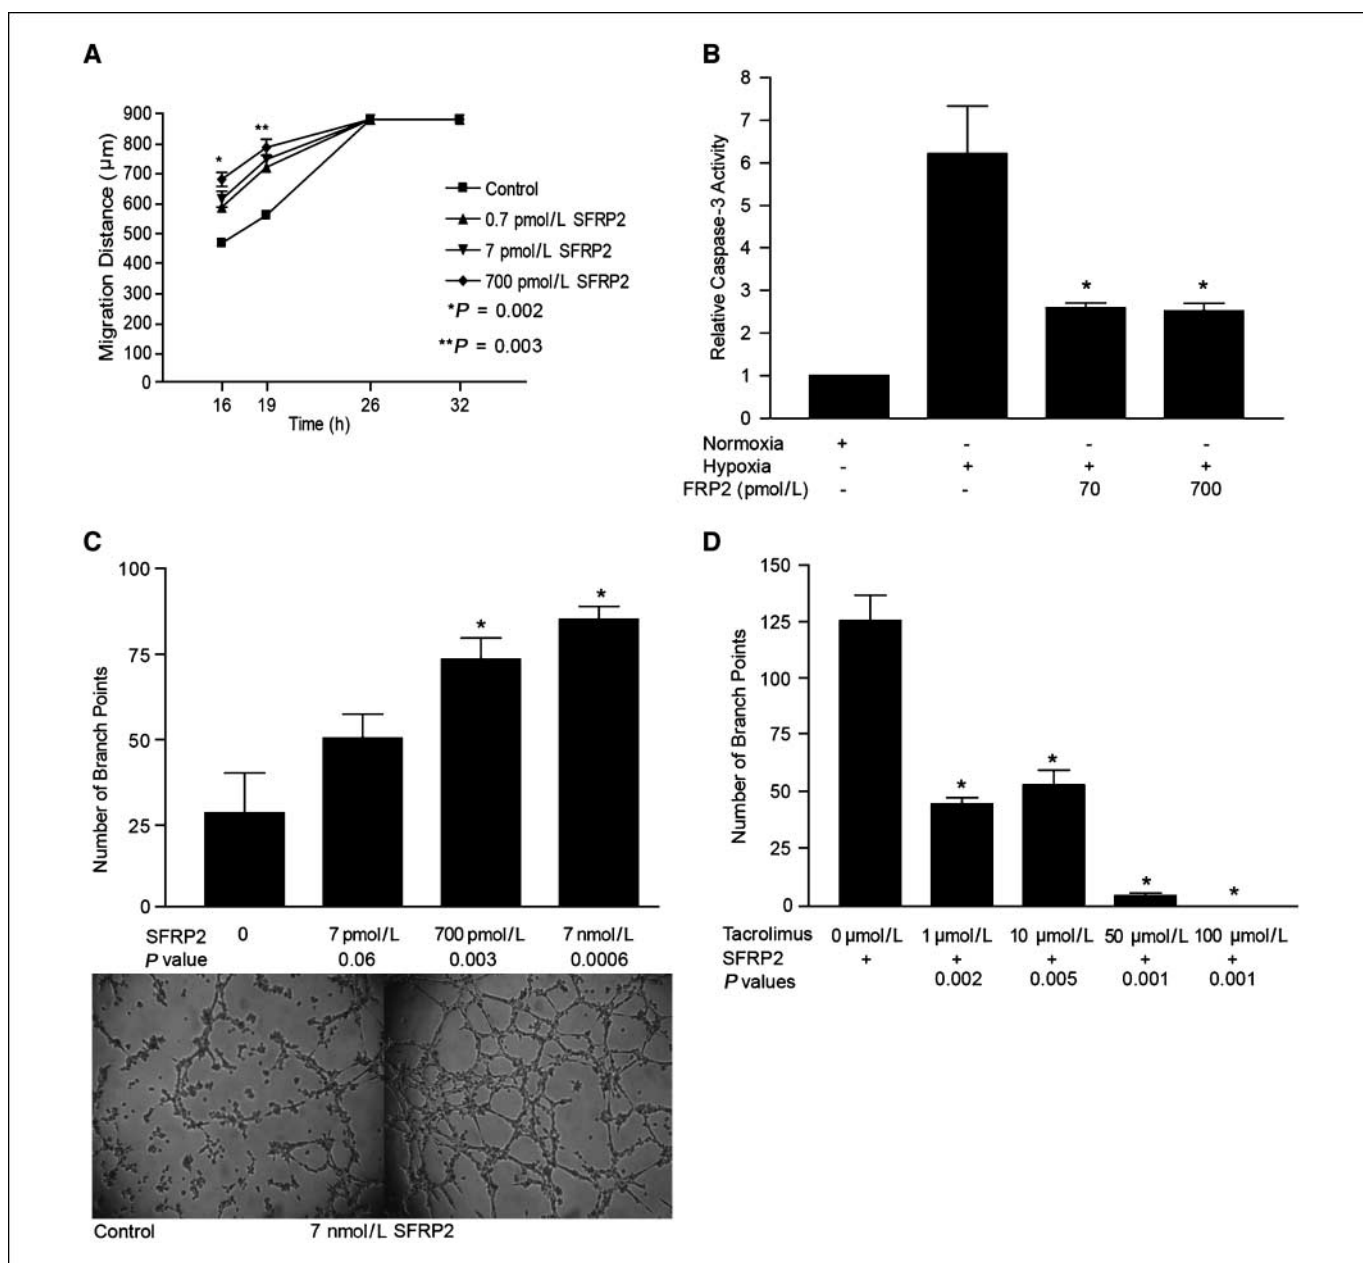 A
Migration Distance (µm)
900
800
700
600
500
400
300
200
100
0
*
**
Control
0.7 pmol/L SFRP2
7 pmol/L SFRP2
700 pmol/L SFRP2
*P = 0.002
**P = 0.003
16 19 26 32
Time (h)
B
Relative Caspase-3 Activity
8
7
6
5
4
3
2
1
0
* *
Normoxia + - - -
Hypoxia - + + +
FRP2 (pmol/L) - - 70 700
C
Number of Branch Points
100
75
50
25
0
* *
SFRP2 0 7 pmol/L 700 pmol/L 7 nmol/L
P value 0.06 0.003 0.0006
Control 7 nmol/L SFRP2
D
Number of Branch Points
150
125
100
75
50
25
0
* * * *
Tacrolimus 0 µmol/L 1 µmol/L 10 µmol/L 50 µmol/L 100 µmol/L
SFRP2 + + + + +
P values 0.002 0.005 0.001 0.001